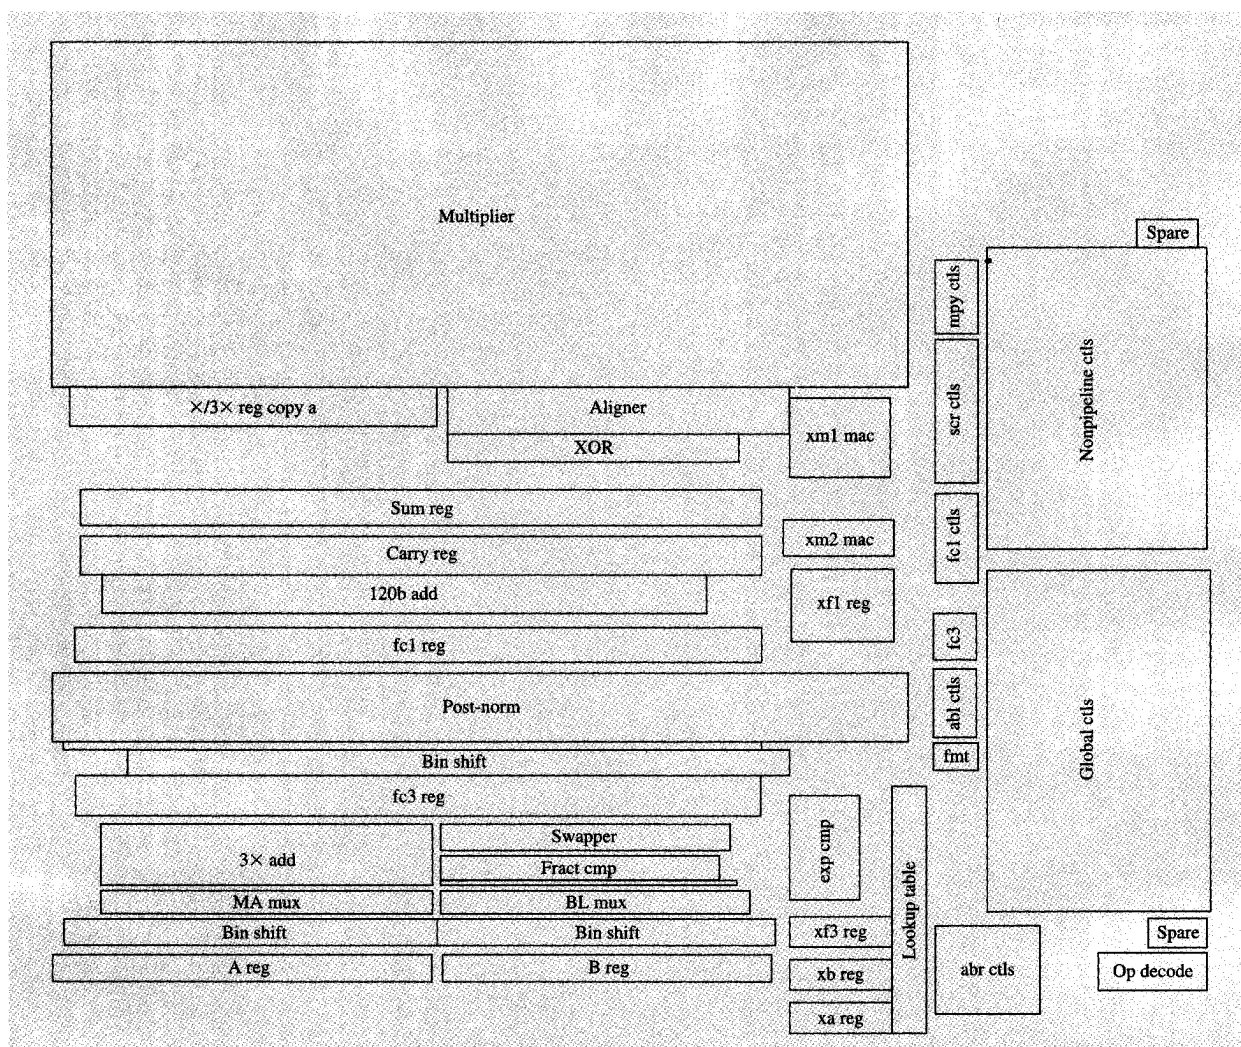 Multiplier
Spare
mpy ctls
Nonpipeline ctls
scr ctls
×/3× reg copy a
Aligner
xm1 mac
XOR
Sum reg
fc1 ctls
xm2 mac
Carry reg
120b add
xf1 reg
fc1 reg
fc3
Global ctls
Post-norm
abl ctls
Bin shift
fmt
fc3 reg
Swapper
3× add
Fract cmp
exp cmp
Lookup table
MA mux
BL mux
Bin shift
Bin shift
xf3 reg
Spare
A reg
B reg
xb reg
abr ctls
Op decode
xa reg